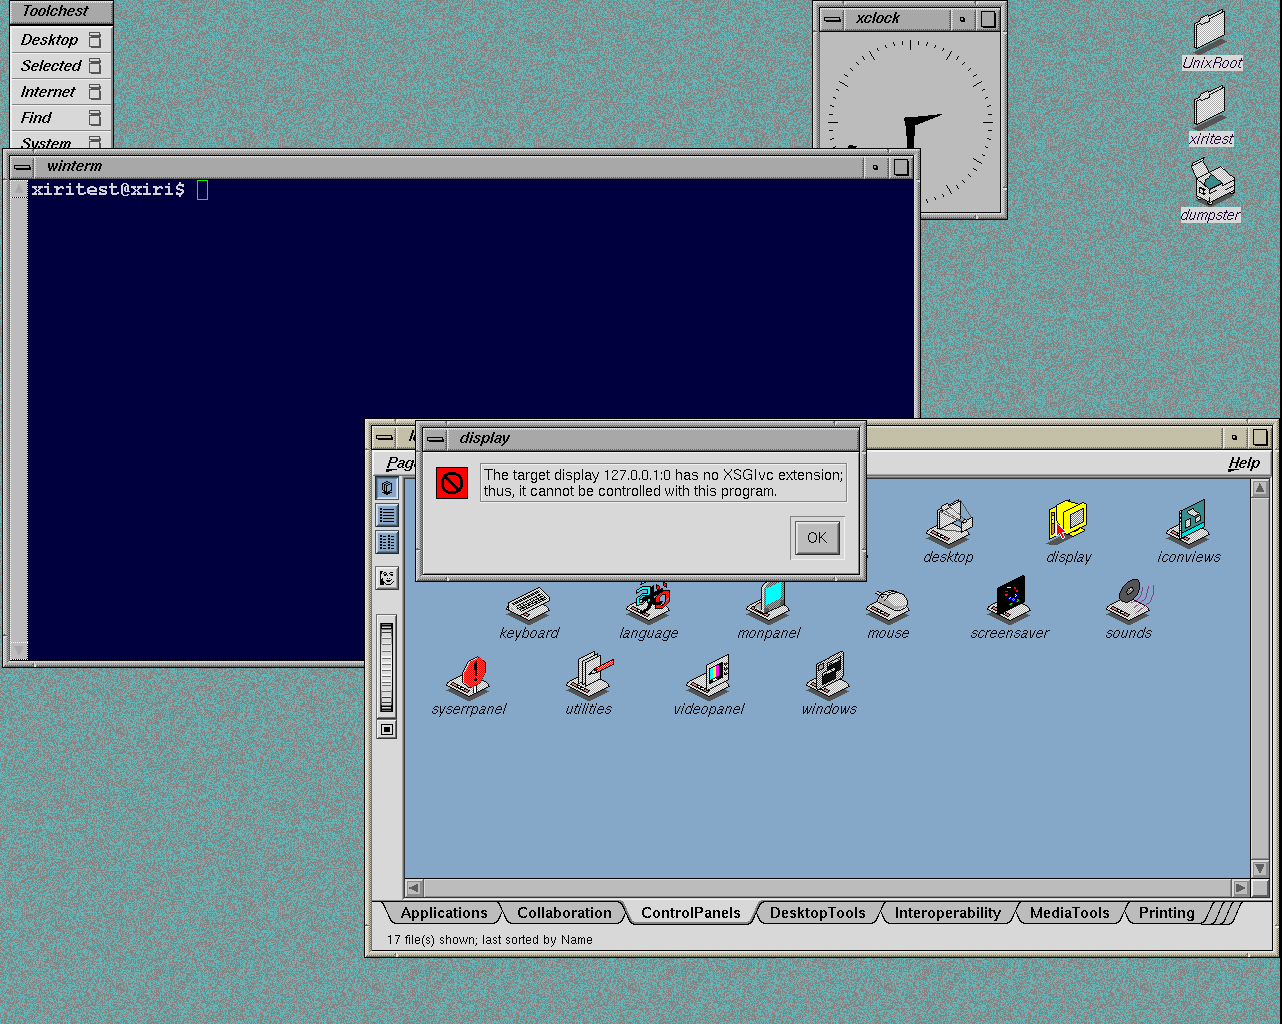 Toolchest
Desktop
Selected
Internet
Find
System
xclock
UnixRoot
xiritest
dumpster
winterm
xiritest@xiri$
Help
display
The target display 127.0.0.1:0 has no XSGIvc extension;
thus, it cannot be controlled with this program.
OK
desktop
display
iconviews
keyboard
language
monpanel
mouse
screensaver
sounds
syserrpanel
utilities
videopanel
windows
Applications
Collaboration
ControlPanels
DesktopTools
Interoperability
MediaTools
Printing
17 file(s) shown; last sorted by Name